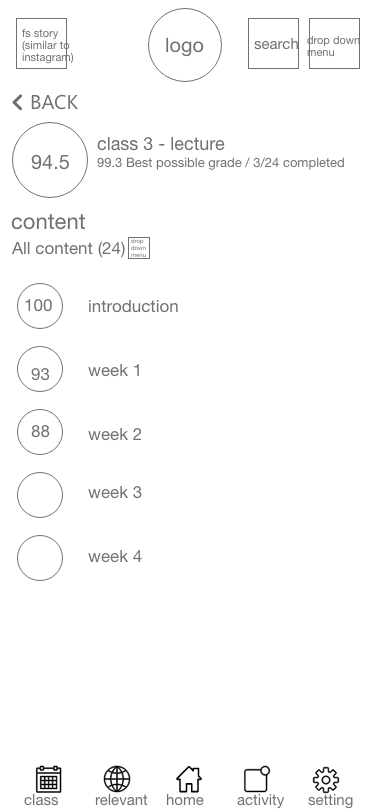 fs story
(similar to
instagram)
logo
search
drop down
menu
BACK
94.5
class 3 - lecture
99.3 Best possible grade / 3/24 completed
content
All content (24)
drop
down
menu
100
introduction
93
week 1
88
week 2
week 3
week 4
class
relevant
home
activity
setting